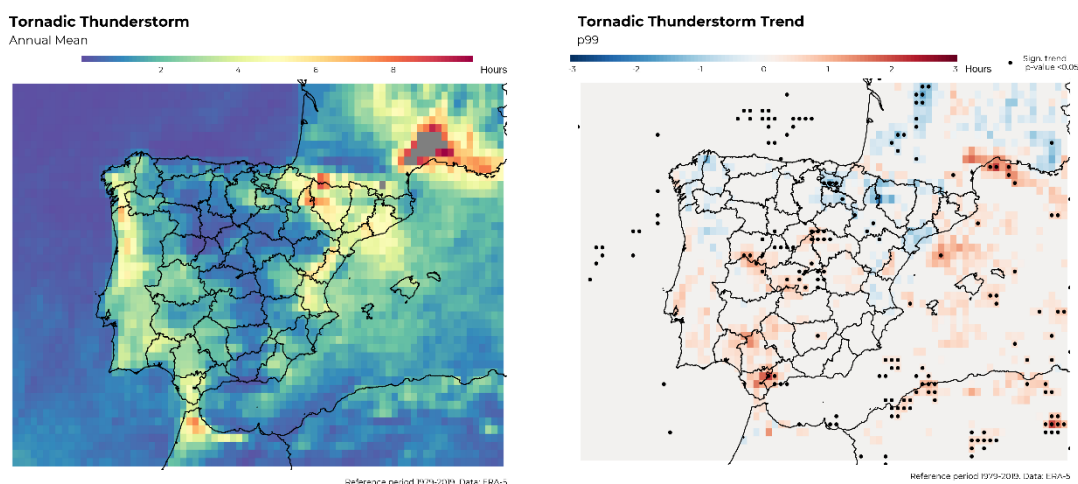 Tornadic Thunderstorm
Annual Mean
2 4 6 8 Hours
Reference period 1979-2019. Data: ERA-5
Tornadic Thunderstorm Trend
p99
-3 -2 -1 0 1 2 3 Hours
Sign. trend
p-value <0.05
Reference period 1979-2019. Data: ERA-5